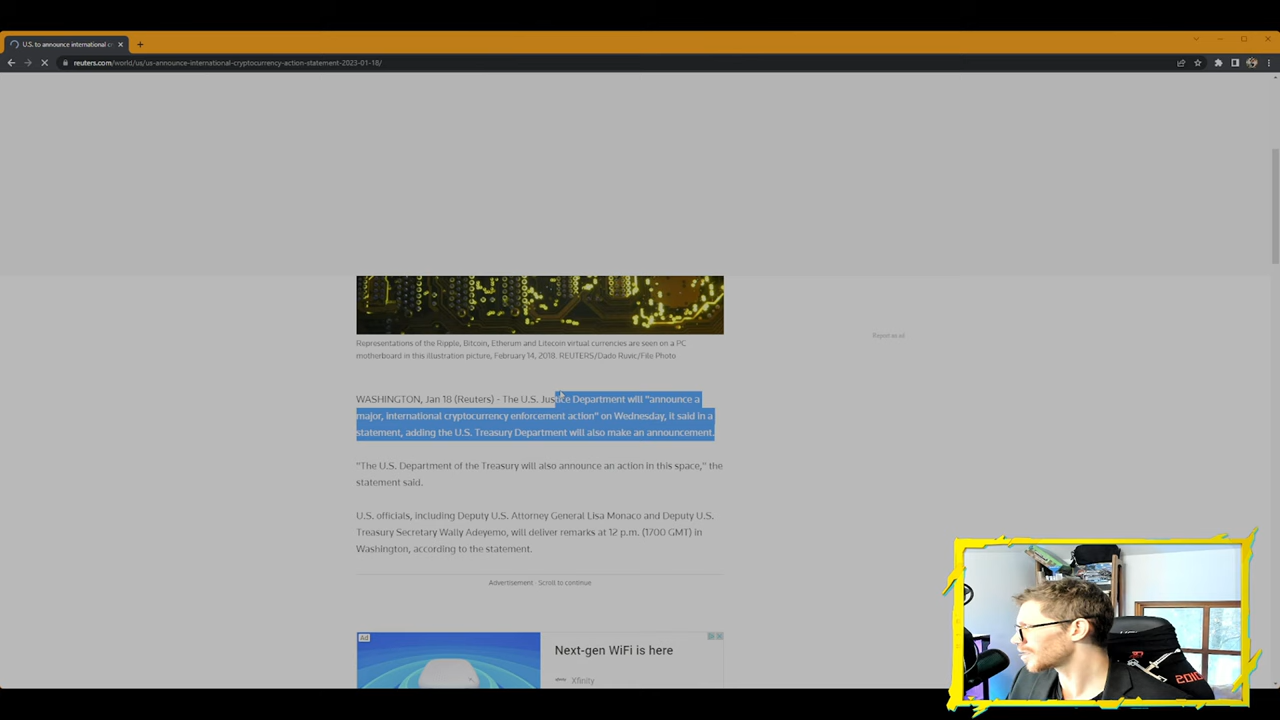 U.S. to announce international c
reuters.com/world/us/us-announce-international-cryptocurrency-action-statement-2023-01-18/
Representations of the Ripple, Bitcoin, Etherum and Litecoin virtual currencies are seen on a PC
motherboard in this illustration picture, February 14, 2018. REUTERS/Dado Ruvic/File Photo
Report an ad
WASHINGTON, Jan 18 (Reuters) - The U.S. Justice Department will "announce a
major, international cryptocurrency enforcement action" on Wednesday, it said in a
statement, adding the U.S. Treasury Department will also make an announcement.
"The U.S. Department of the Treasury will also announce an action in this space," the
statement said.
U.S. officials, including Deputy U.S. Attorney General Lisa Monaco and Deputy U.S.
Treasury Secretary Wally Adeyemo, will deliver remarks at 12 p.m. (1700 GMT) in
Washington, according to the statement.
Advertisement · Scroll to continue
Ad
Next-gen WiFi is here
Xfinity